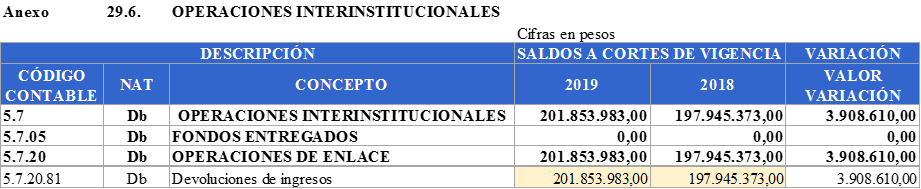 Anexo 29.6. OPERACIONES INTERINSTITUCIONALES
Cifras en pesos
DESCRIPCIÓN SALDOS A CORTES DE VIGENCIA VARIACIÓN
CÓDIGO CONTABLE NAT CONCEPTO 2019 2018 VALOR VARIACIÓN
5.7 Db OPERACIONES INTERINSTITUCIONALES 201.853.983,00 197.945.373,00 3.908.610,00
5.7.05 Db FONDOS ENTREGADOS 0,00 0,00 0,00
5.7.20 Db OPERACIONES DE ENLACE 201.853.983,00 197.945.373,00 3.908.610,00
5.7.20.81 Db Devoluciones de ingresos 201.853.983,00 197.945.373,00 3.908.610,00